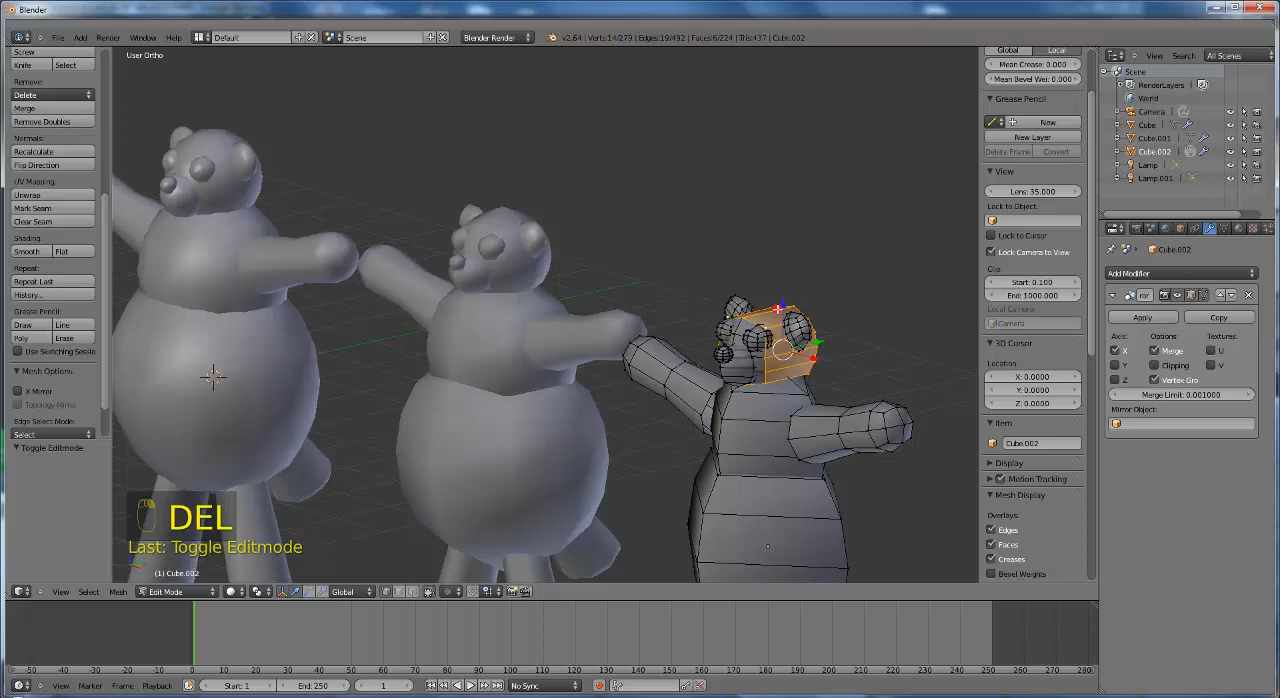 Blender
File Add Render Window Help Default Scene Blender Render v2.64 | Verts:14/279 | Edges:19/492 | Faces:6/224 | Tris:437 | Cube.002
Screw
Knife Select
Remove:
Delete
Merge
Remove Doubles
Normals:
Recalculate
Flip Direction
UV Mapping:
Unwrap
Mark Seam
Clear Seam
Shading:
Smooth Flat
Repeat:
Repeat Last
History...
Grease Pencil:
Draw Line
Poly Erase
Use Sketching Sessio
Mesh Options
X Mirror
Topology Mirror
Edge Select Mode:
Select
Toggle Editmode
User Ortho
DEL
Last: Toggle Editmode
(1) Cube.002
Global Local
Mean Crease: 0.000
Mean Bevel Wei: 0.000
Grease Pencil
New
New Layer
Delete Frame Convert
View
Lens: 35.000
Lock to Object:
Lock to Cursor
Lock Camera to View
Clip:
Start: 0.100
End: 1000.000
Local Camera:
Camera
3D Cursor
Location:
X: 0.0000
Y: 0.0000
Z: 0.0000
Item
Cube.002
Display
Motion Tracking
Mesh Display
Overlays:
Edges
Faces
Creases
Bevel Weights
View Search All Scenes
Scene
RenderLayers
World
Camera
Cube
Cube.001
Cube.002
Lamp
Lamp.001
Cube.002
Add Modifier
ror
Apply Copy
Axis: Options: Textures:
X Merge U
Y Clipping V
Z Vertex Gro
Merge Limit: 0.001000
Mirror Object:
View Select Mesh Edit Mode Global
-50 -40 -30 -20 -10 0 10 20 30 40 50 60 70 80 90 100 110 120 130 140 150 160 170 180 190 200 210 220 230 240 250 260 270 280
View Marker Frame Playback Start: 1 End: 250 1 No Sync